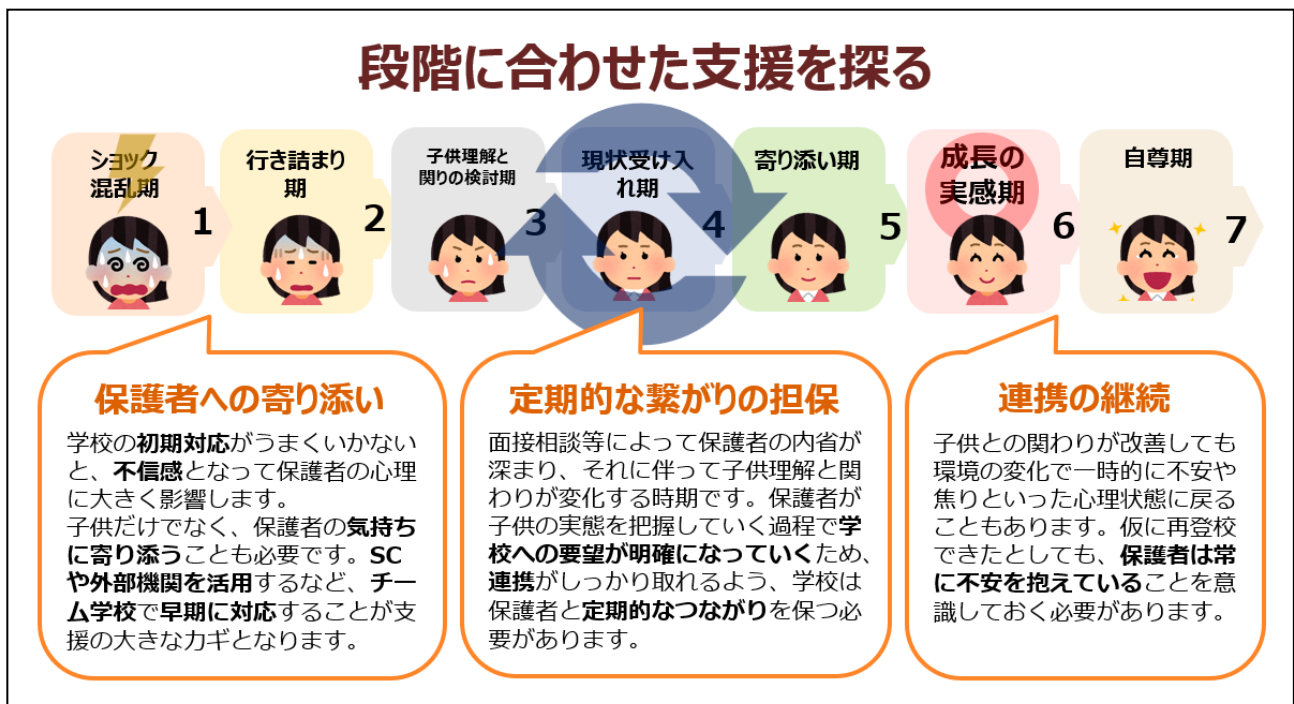 段階に合わせた支援を探る
ショック
混乱期
1
行き詰まり
期
2
子供理解と
関りの検討期
3
現状受け入
れ期
4
寄り添い期
5
成長の
実感期
6
自尊期
7
保護者への寄り添い
学校の初期対応がうまくいかない
と、不信感となって保護者の心理
に大きく影響します。
子供だけでなく、保護者の気持ち
に寄り添うことも必要です。SC
や外部機関を活用するなど、チー
ム学校で早期に対応することが支
援の大きなカギとなります。
定期的な繋がりの担保
面接相談等によって保護者の内省が
深まり、それに伴って子供理解と関
わりが変化する時期です。保護者が
子供の実態を把握していく過程で学
校への要望が明確になっていくため、
連携がしっかり取れるよう、学校は
保護者と定期的なつながりを保つ必
要があります。
連携の継続
子供との関わりが改善しても
環境の変化で一時的に不安や
焦りといった心理状態に戻る
こともあります。仮に再登校
できたとしても、保護者は常
に不安を抱えていることを意
識しておく必要があります。